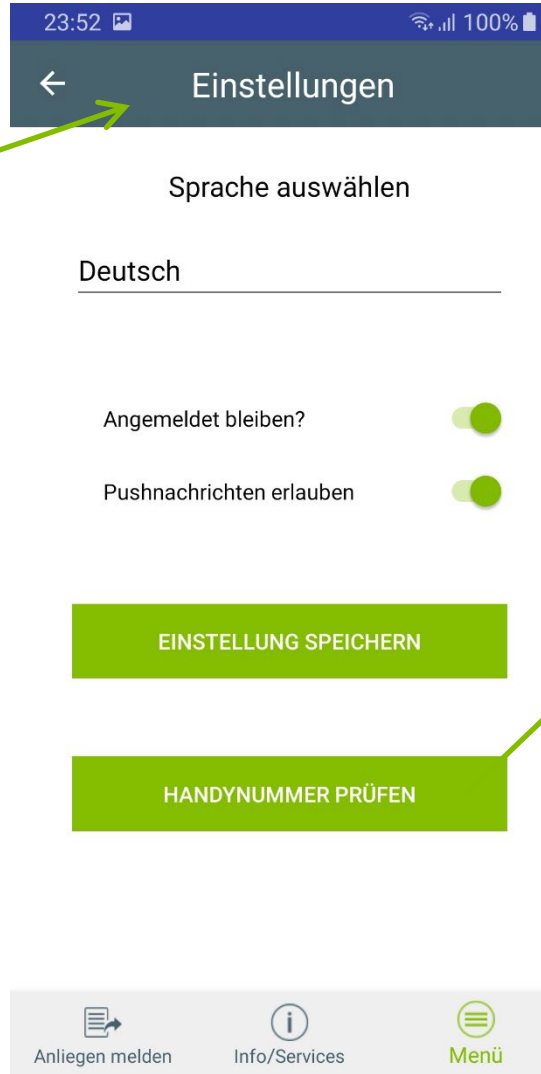 23:52 100%
Einstellungen
Sprache auswählen
Deutsch
Angemeldet bleiben?
Pushnachrichten erlauben
EINSTELLUNG SPEICHERN
HANDYNUMMER PRÜFEN
Anliegen melden Info/Services Menü